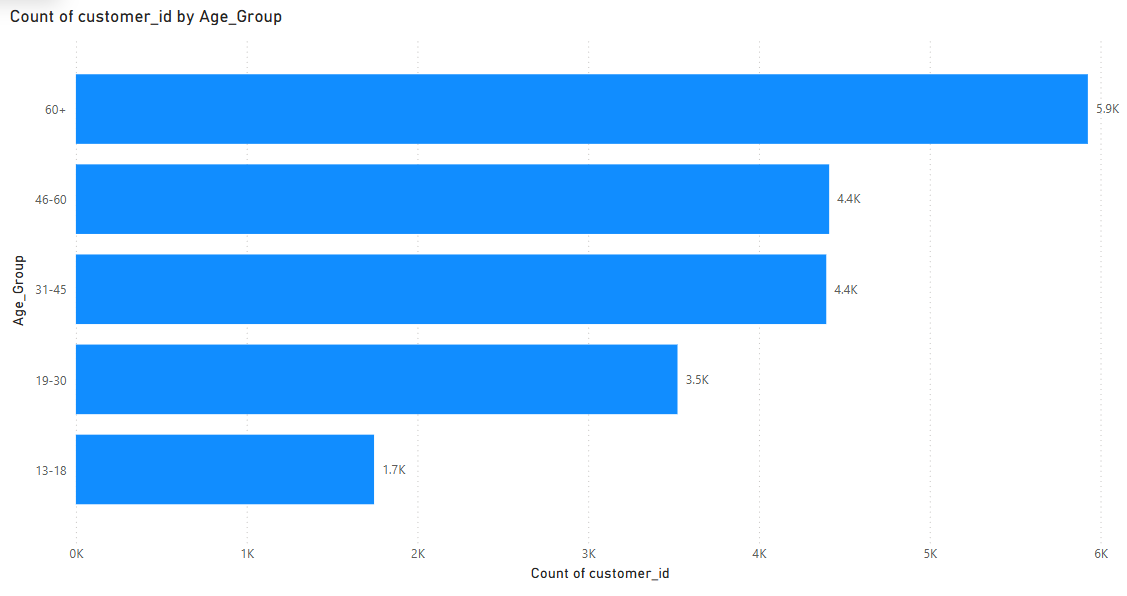 Count of customer_id by Age_Group
Age_Group
60+
5.9K
46-60
4.4K
31-45
4.4K
19-30
3.5K
13-18
1.7K
0K 1K 2K 3K 4K 5K 6K
Count of customer_id